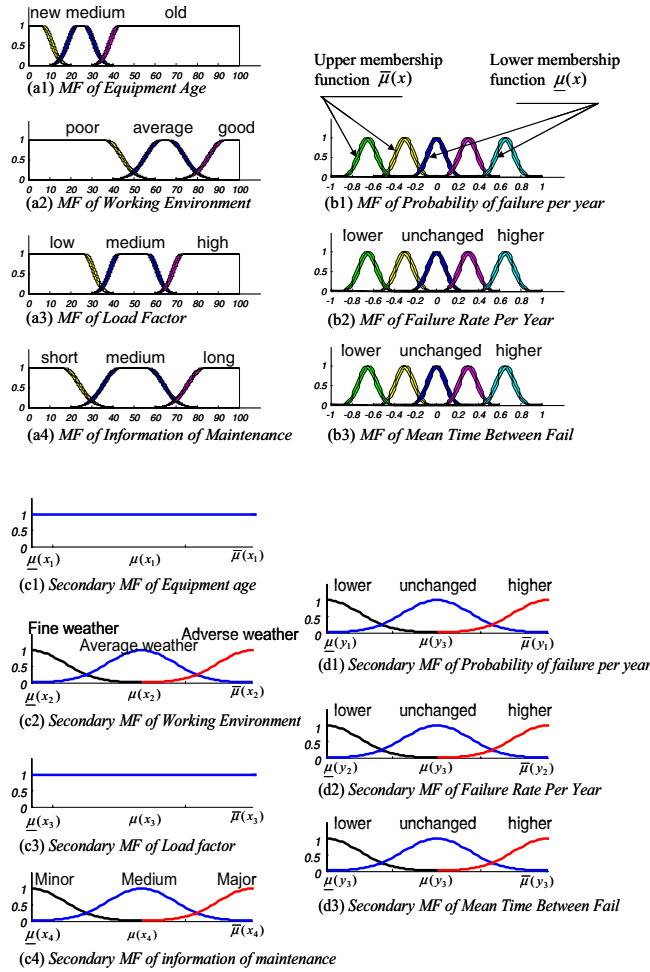 new medium old
1
0.5
0
0 10 20 30 40 50 60 70 80 90 100
(a1) MF of Equipment Age
poor average good
1
0.5
0
0 10 20 30 40 50 60 70 80 90 100
(a2) MF of Working Environment
low medium high
1
0.5
0
0 10 20 30 40 50 60 70 80 90 100
(a3) MF of Load Factor
short medium long
1
0.5
0
0 10 20 30 40 50 60 70 80 90 100
(a4) MF of Information of Maintenance
Upper membership
function μ̅(x)
Lower membership
function μ̲(x)
1
0.5
0
-1 -0.8 -0.6 -0.4 -0.2 0 0.2 0.4 0.6 0.8 1
(b1) MF of Probability of failure per year
lower unchanged higher
1
0.5
0
-1 -0.8 -0.6 -0.4 -0.2 0 0.2 0.4 0.6 0.8 1
(b2) MF of Failure Rate Per Year
lower unchanged higher
1
0.5
0
-1 -0.8 -0.6 -0.4 -0.2 0 0.2 0.4 0.6 0.8 1
(b3) MF of Mean Time Between Fail
1
0.5
0
μ̲(x₁) μ(x₁) μ̅(x₁)
(c1) Secondary MF of Equipment age
Fine weather Average weather Adverse weather
1
0.5
0
μ̲(x₂) μ(x₂) μ̅(x₂)
(c2) Secondary MF of Working Environment
1
0.5
0
μ̲(x₃) μ(x₃) μ̅(x₃)
(c3) Secondary MF of Load factor
Minor Medium Major
1
0.5
0
μ̲(x₄) μ(x₄) μ̅(x₄)
(c4) Secondary MF of information of maintenance
lower unchanged higher
1
0.5
0
μ̲(y₁) μ(y₃) μ̅(y₁)
(d1) Secondary MF of Probability of failure per year
lower unchanged higher
1
0.5
0
μ̲(y₂) μ(y₃) μ̅(y₂)
(d2) Secondary MF of Failure Rate Per Year
lower unchanged higher
1
0.5
0
μ̲(y₃) μ(y₃) μ̅(y₃)
(d3) Secondary MF of Mean Time Between Fail